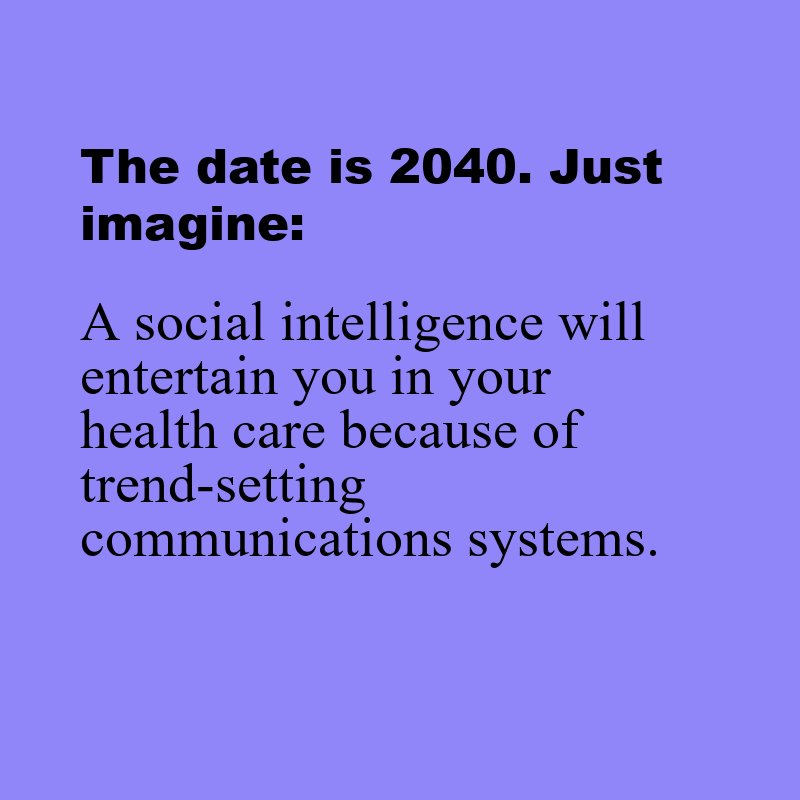 The date is 2040. Just
imagine:
A social intelligence will
entertain you in your
health care because of
trend-setting
communications systems.